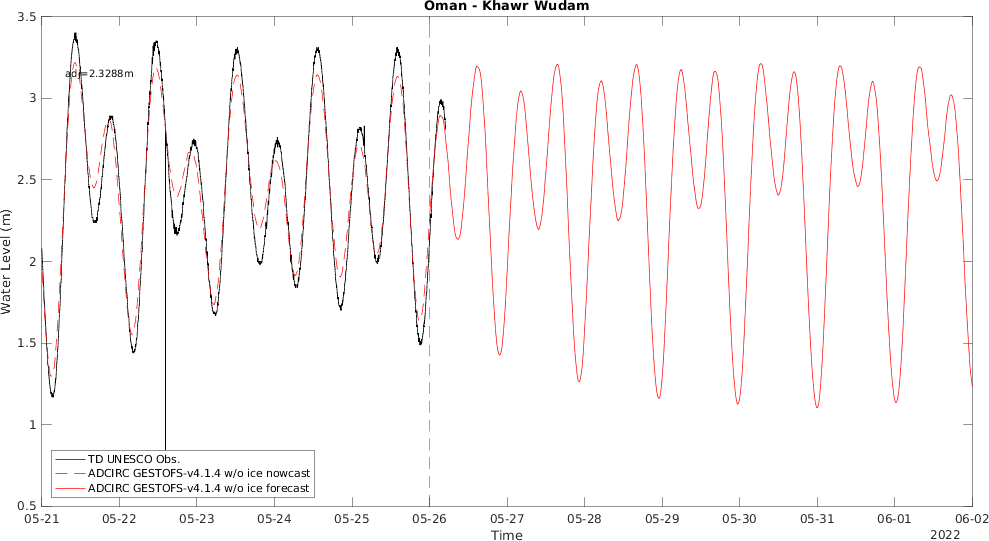 Oman - Khawr Wudam
3.5
adj=2.3288m
3
2.5
Water Level (m)
2
1.5
1
TD UNESCO Obs.
ADCIRC GESTOFS-v4.1.4 w/o ice nowcast
ADCIRC GESTOFS-v4.1.4 w/o ice forecast
0.5
05-21 05-22 05-23 05-24 05-25 05-26 05-27 05-28 05-29 05-30 05-31 06-01 06-02
Time
2022